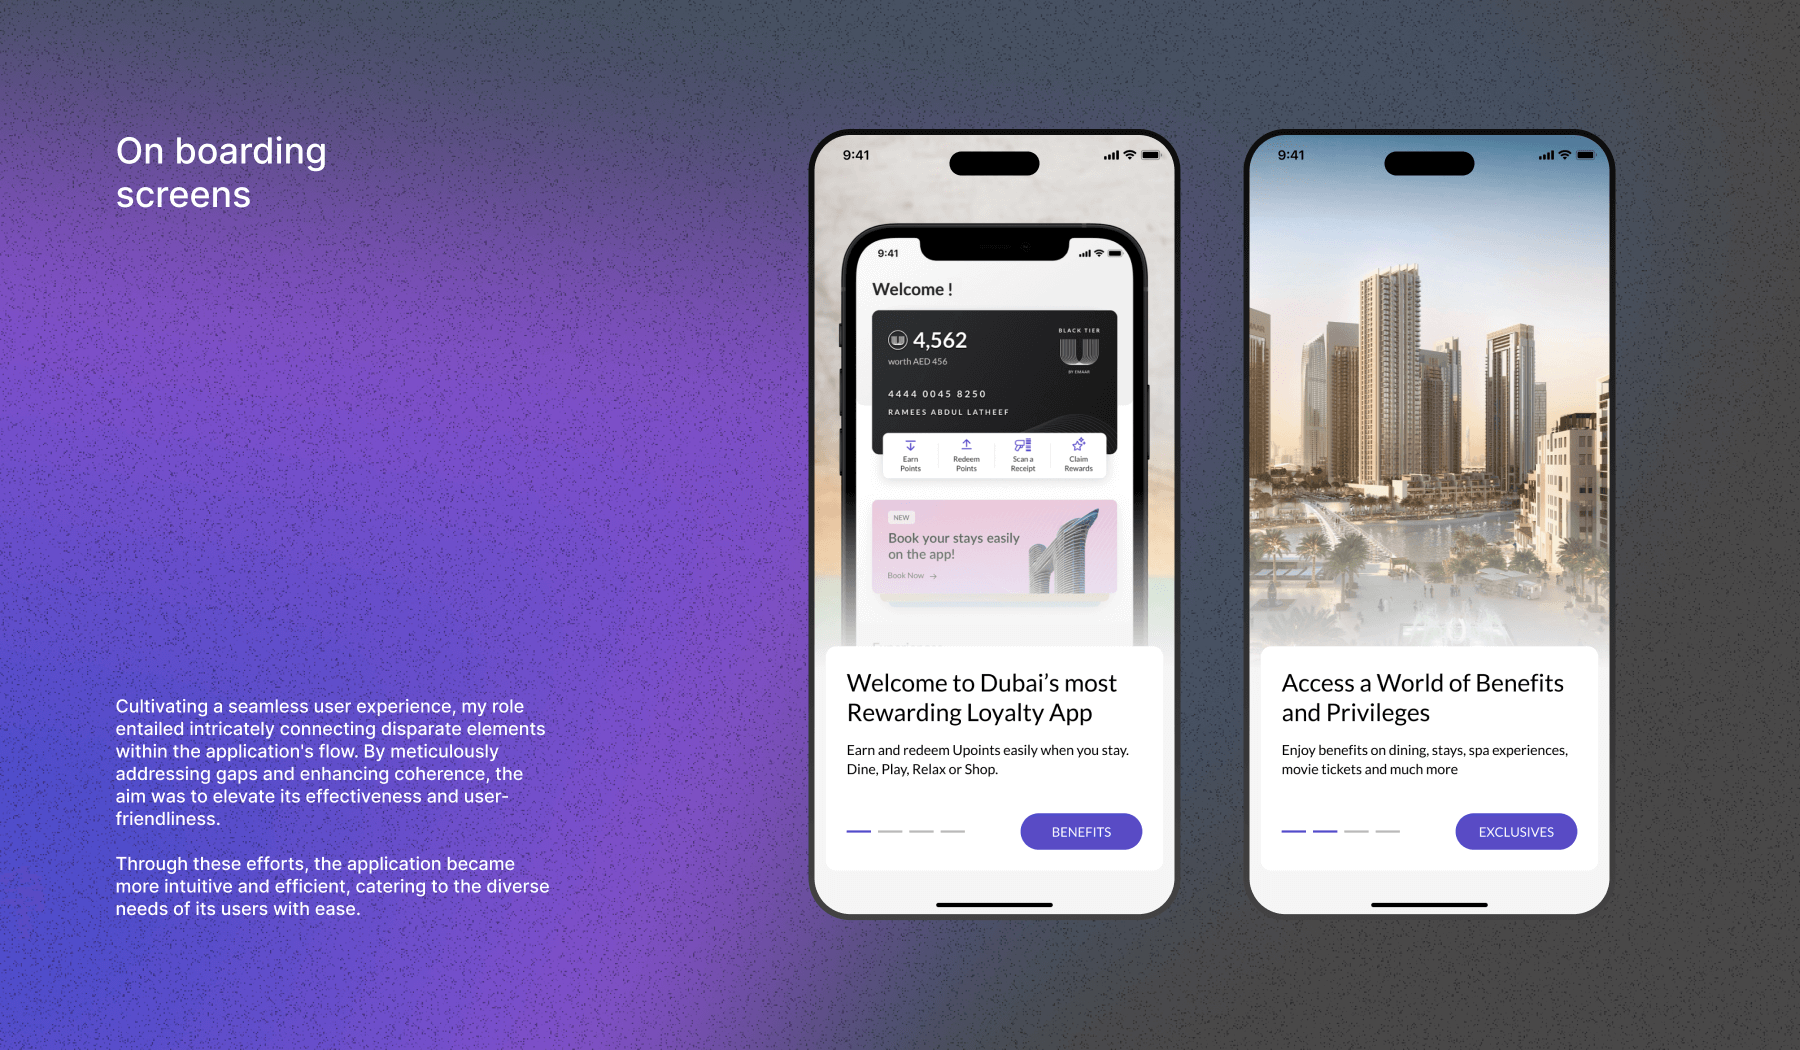 On boarding
screens
Cultivating a seamless user experience, my role
entailed intricately connecting disparate elements
within the application's flow. By meticulously
addressing gaps and enhancing coherence, the
aim was to elevate its effectiveness and user-
friendliness.
Through these efforts, the application became
more intuitive and efficient, catering to the diverse
needs of its users with ease.
9:41
9:41
Welcome !
4,562
worth AED 456
BLACK TIER
BY EMAAR
4444 0045 8250
RAMEES ABDUL LATHEEF
Earn
Points
Redeem
Points
Scan a
Receipt
Claim
Rewards
NEW
Book your stays easily
on the app!
Book Now →
Welcome to Dubai’s most
Rewarding Loyalty App
Earn and redeem Upoints easily when you stay.
Dine, Play, Relax or Shop.
BENEFITS
9:41
Access a World of Benefits
and Privileges
Enjoy benefits on dining, stays, spa experiences,
movie tickets and much more
EXCLUSIVES